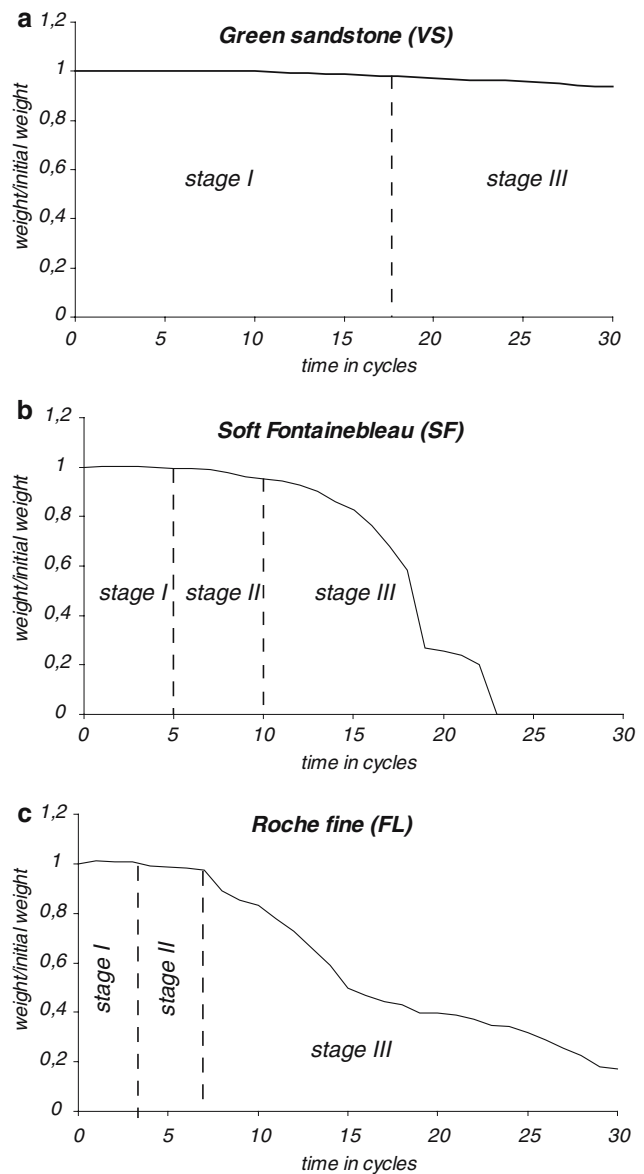 a
Green sandstone (VS)
weight/initial weight
1,2
1
0,8
0,6
0,4
0,2
0
stage I
stage III
0 5 10 15 20 25 30
time in cycles
b
Soft Fontainebleau (SF)
weight/initial weight
1,2
1
0,8
0,6
0,4
0,2
0
stage I
stage II
stage III
0 5 10 15 20 25 30
time in cycles
c
Roche fine (FL)
weight/initial weight
1,2
1
0,8
0,6
0,4
0,2
0
stage I
stage II
stage III
0 5 10 15 20 25 30
time in cycles